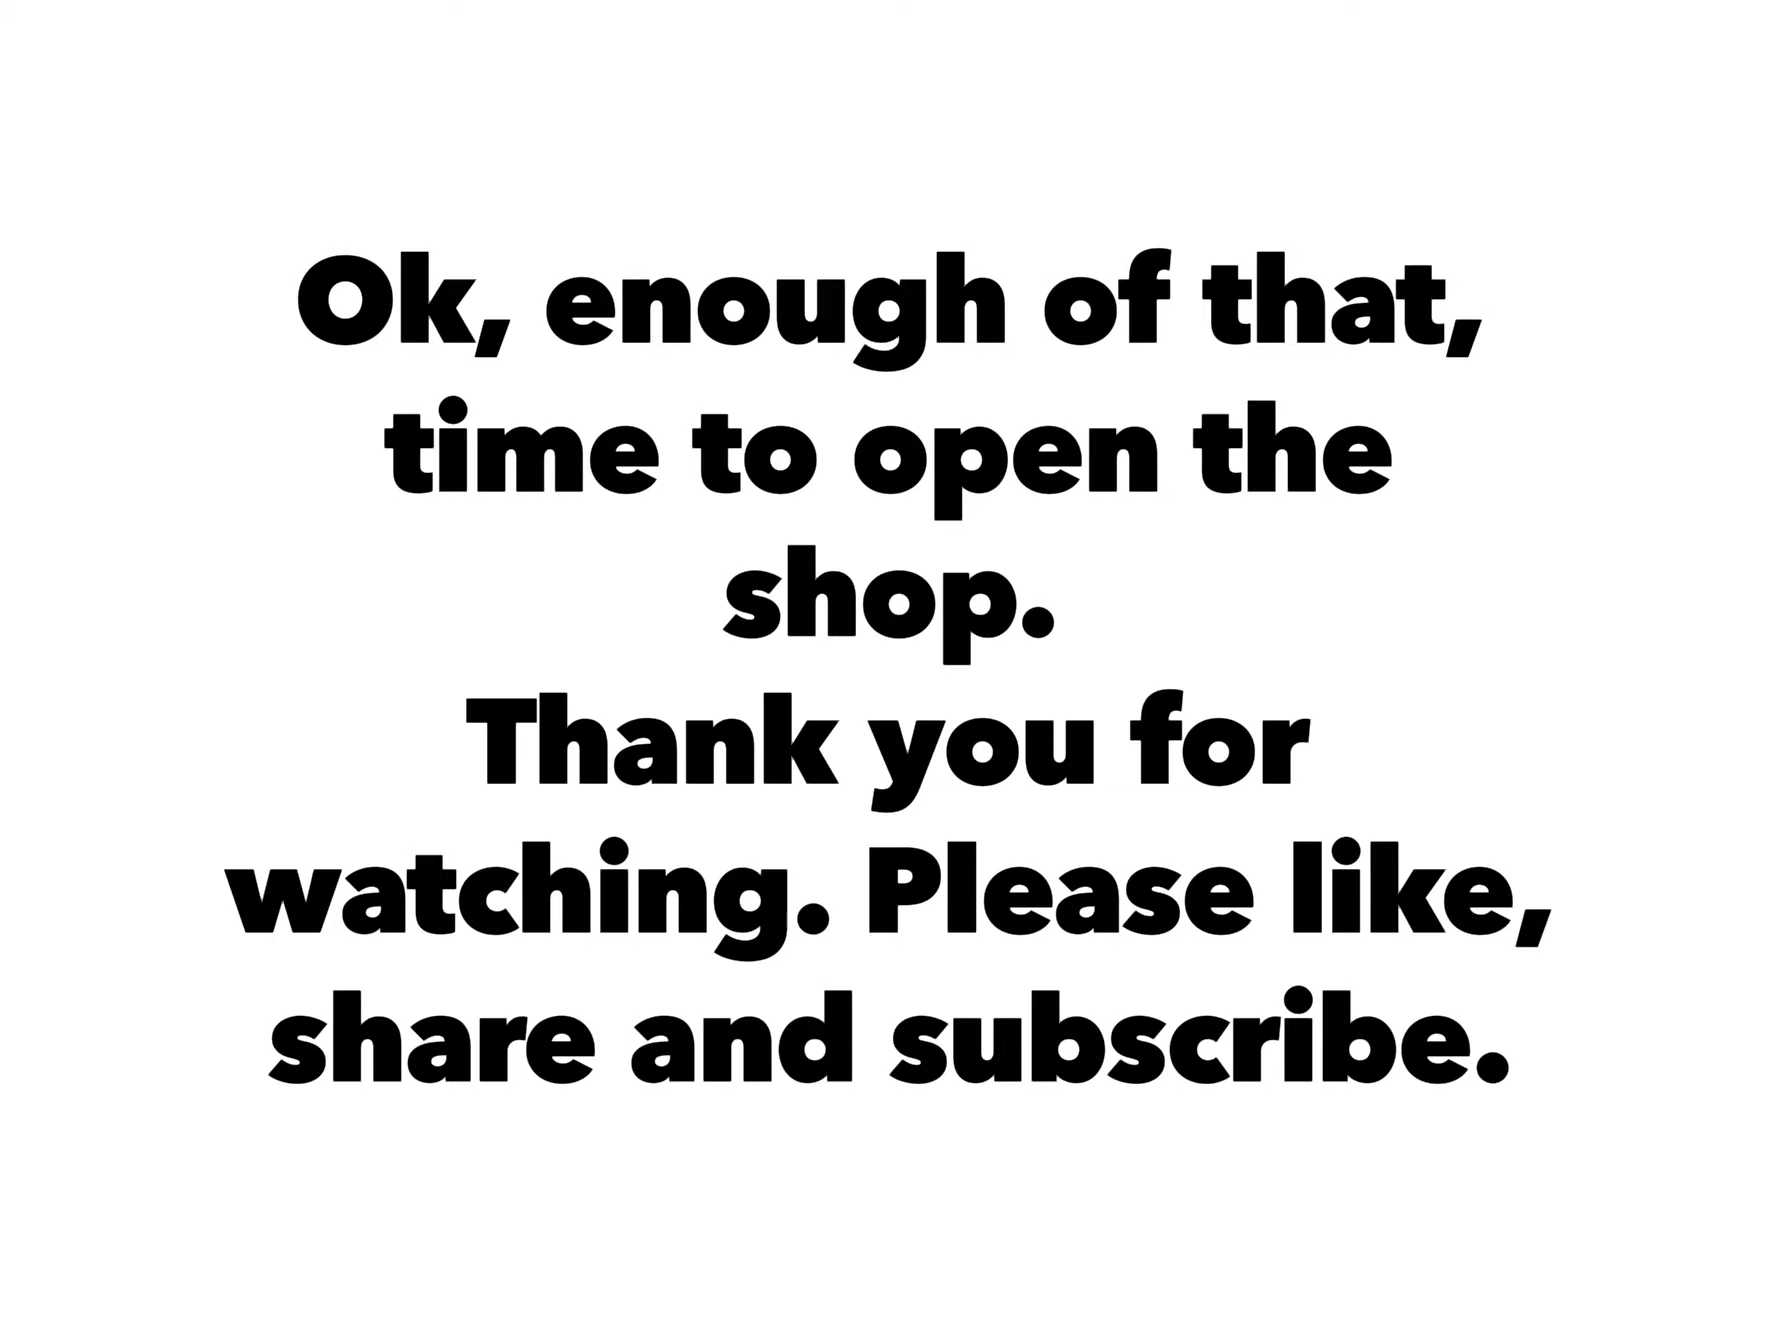 Ok, enough of that,
time to open the
shop.
Thank you for
watching. Please like,
share and subscribe.